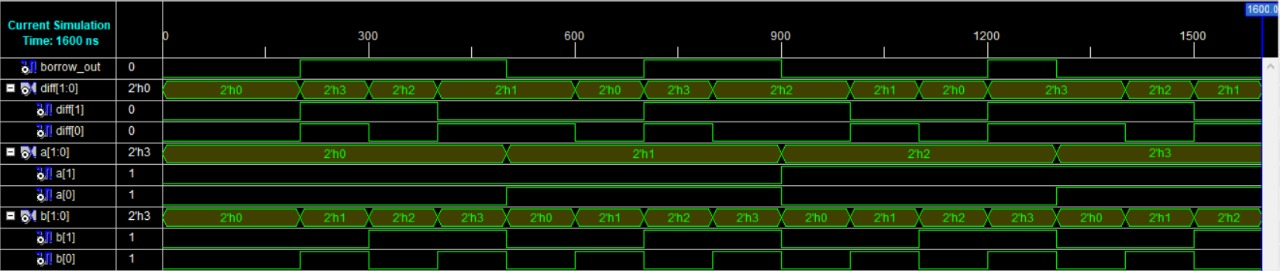 1600.0
Current Simulation
Time: 1600 ns
0 300 600 900 1200 1500
borrow_out 0
diff[1:0] 2'h0 2'h0 2'h3 2'h2 2'h1 2'h0 2'h3 2'h2 2'h1 2'h0 2'h3 2'h2 2'h1
diff[1] 0
diff[0] 0
a[1:0] 2'h3 2'h0 2'h1 2'h2 2'h3
a[1] 1
a[0] 1
b[1:0] 2'h3 2'h0 2'h1 2'h2 2'h3 2'h0 2'h1 2'h2 2'h3 2'h0 2'h1 2'h2 2'h3 2'h0 2'h1 2'h2
b[1] 1
b[0] 1